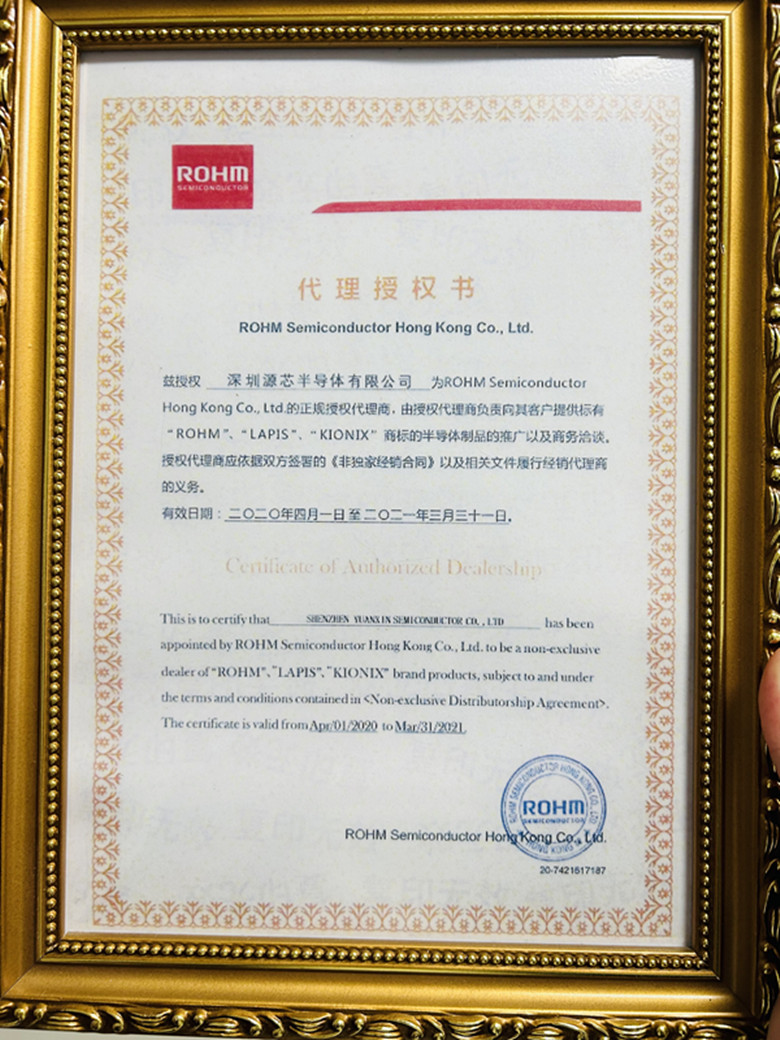 ROHM
SEMICONDUCTOR
代理授权书
ROHM Semiconductor Hong Kong Co., Ltd.
兹授权 深圳源芯半导体有限公司 为ROHM Semiconductor
Hong Kong Co., Ltd.的正规授权代理商，由授权代理商负责向其客户提供标有
“ROHM”、“LAPIS”、“KIONIX”商标的半导体制品的推广以及商务洽谈。
授权代理商应依据双方签署的《非独家经销合同》以及相关文件履行经销代理商
的义务。
有效日期：二〇二〇年四月一日至二〇二一年三月三十一日。
Certificate of Authorized Dealership
This is to certify that SHENZHEN YUANXIN SEMICONDUCTOR CO.,LTD has been
appointed by ROHM Semiconductor Hong Kong Co., Ltd. to be a non-exclusive
dealer of “ROHM”、“LAPIS”、“KIONIX” brand products, subject to and under
the terms and conditions contained in <Non-exclusive Distributorship Agreement>.
The certificate is valid from Apr/01/2020 to Mar/31/2021.
ROHM SEMICONDUCTOR HONG KONG CO., LTD
ROHM
SEMICONDUCTOR
HONG KONG
ROHM Semiconductor Hong Kong Co., Ltd.
20-7421617187